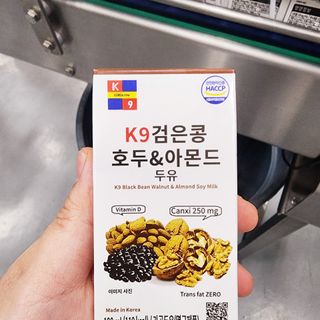 K
9
HACCP
K9검은콩
호두&아몬드
두유
K9 Black Bean Walnut & Almond Soy Milk
Vitamin D
Canxi 250 mg
이미지 사진
Trans fat ZERO
Made in Korea